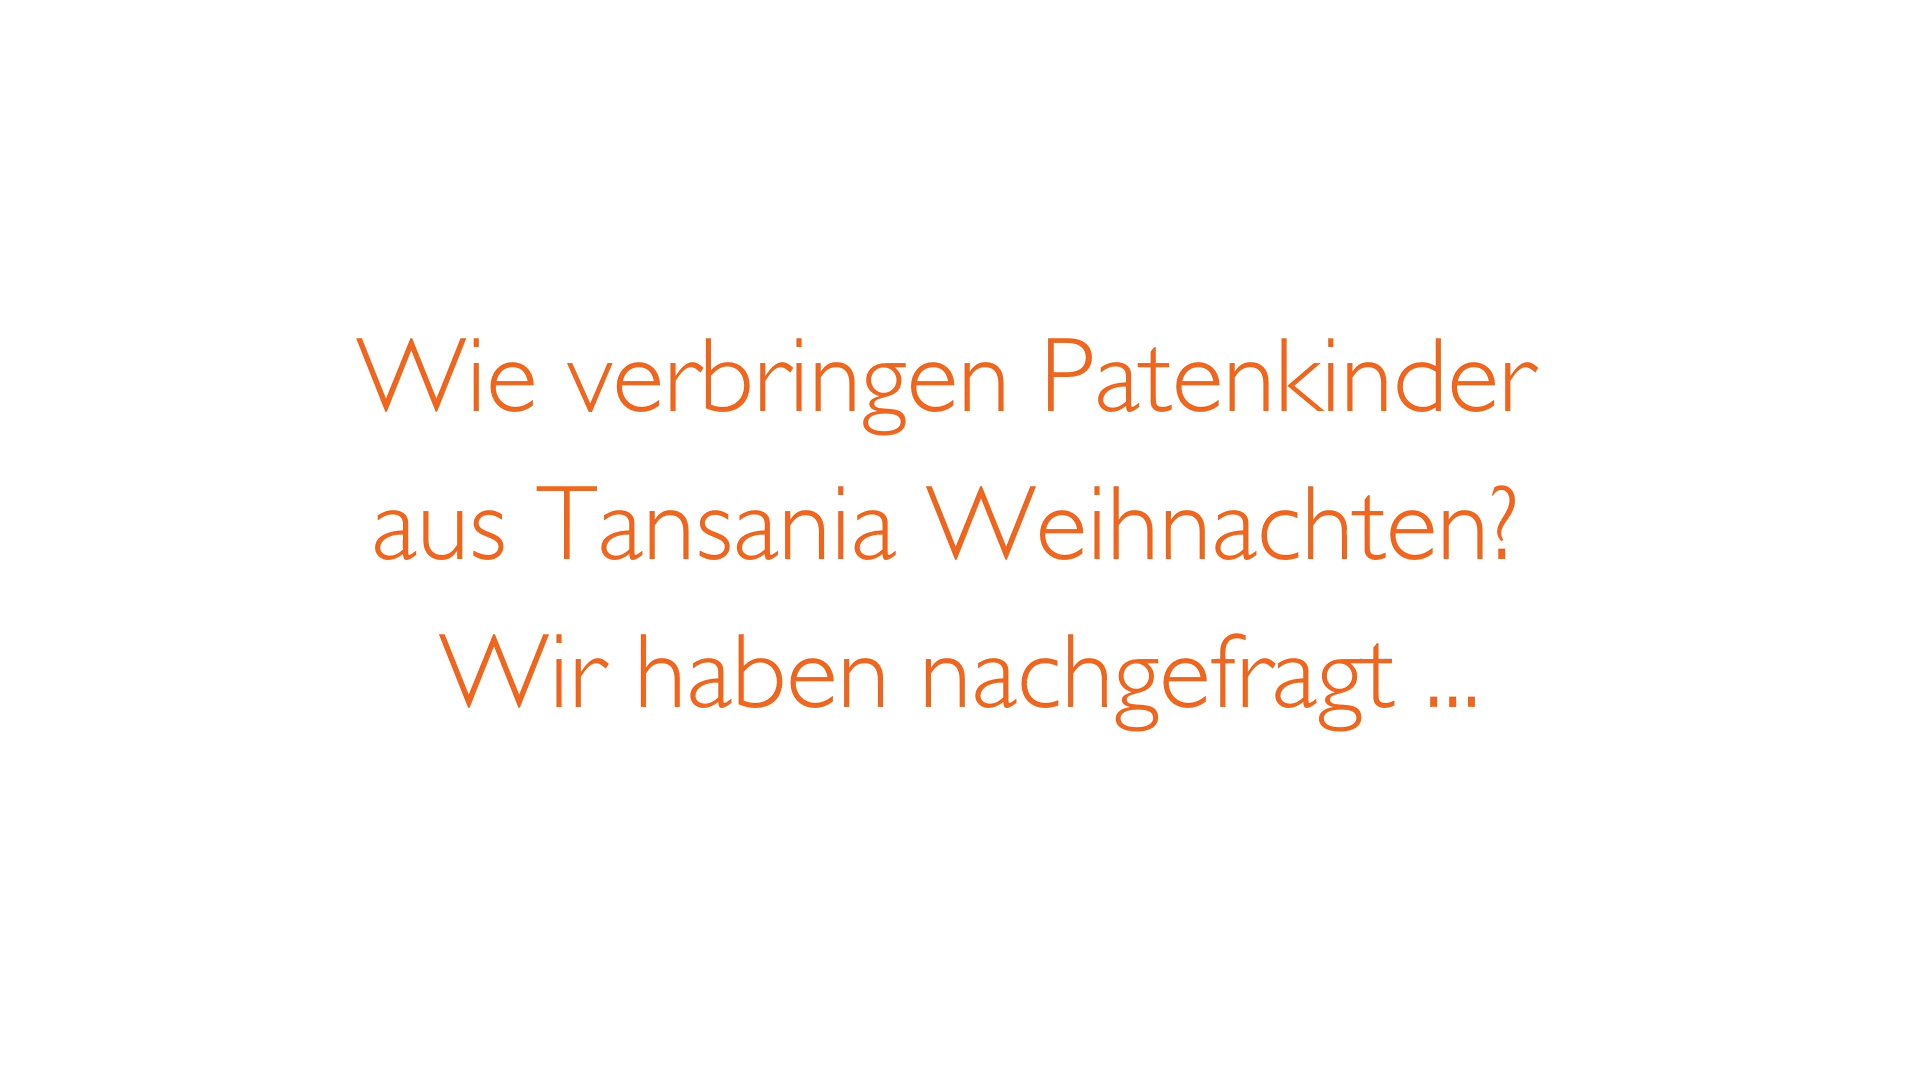 Wie verbringen Patenkinder
aus Tansania Weihnachten?
Wir haben nachgefragt ...